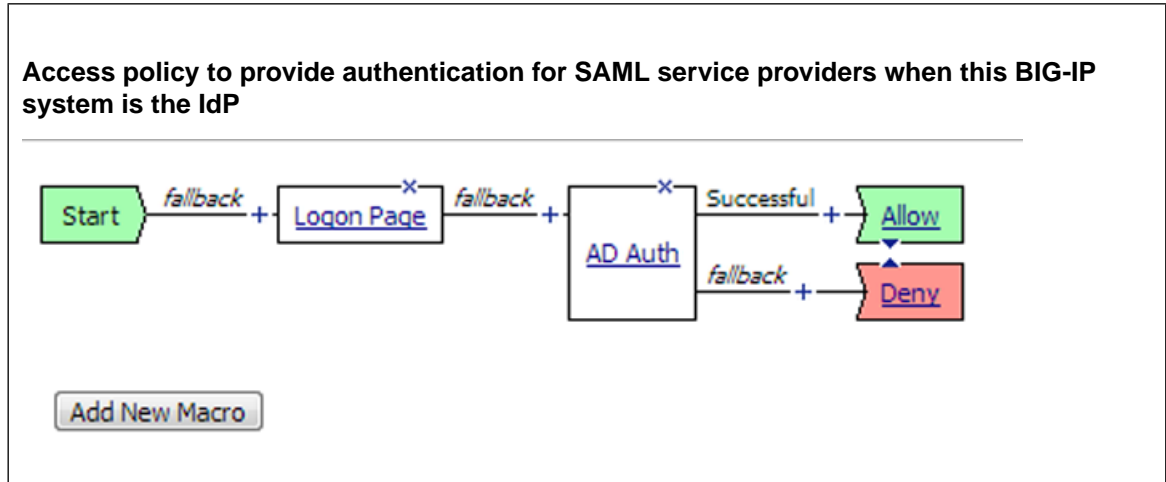 Access policy to provide authentication for SAML service providers when this BIG-IP
system is the IdP
Start
fallback
+
Logon Page
×
fallback
+
AD Auth
×
Successful
+
Allow
fallback
+
Deny
Add New Macro